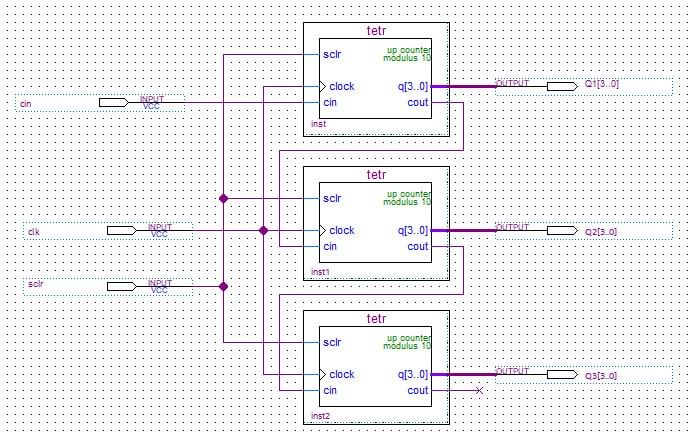 tetr
sclr
up counter
modulus 10
clock
q[3..0]
cin
cout
inst
cin
INPUT
VCC
OUTPUT
Q1[3..0]
tetr
sclr
up counter
modulus 10
clock
q[3..0]
cin
cout
inst1
clk
INPUT
VCC
OUTPUT
Q2[3..0]
sclr
INPUT
VCC
tetr
sclr
up counter
modulus 10
clock
q[3..0]
cin
cout
inst2
OUTPUT
Q3[3..0]